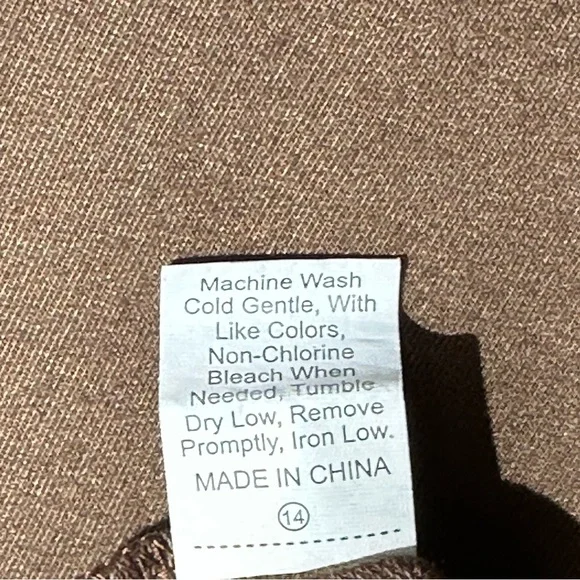 Machine Wash
Cold Gentle, With
Like Colors,
Non-Chlorine
Bleach When
Needed, Tumble
Dry Low, Remove
Promptly, Iron Low.
MADE IN CHINA
14